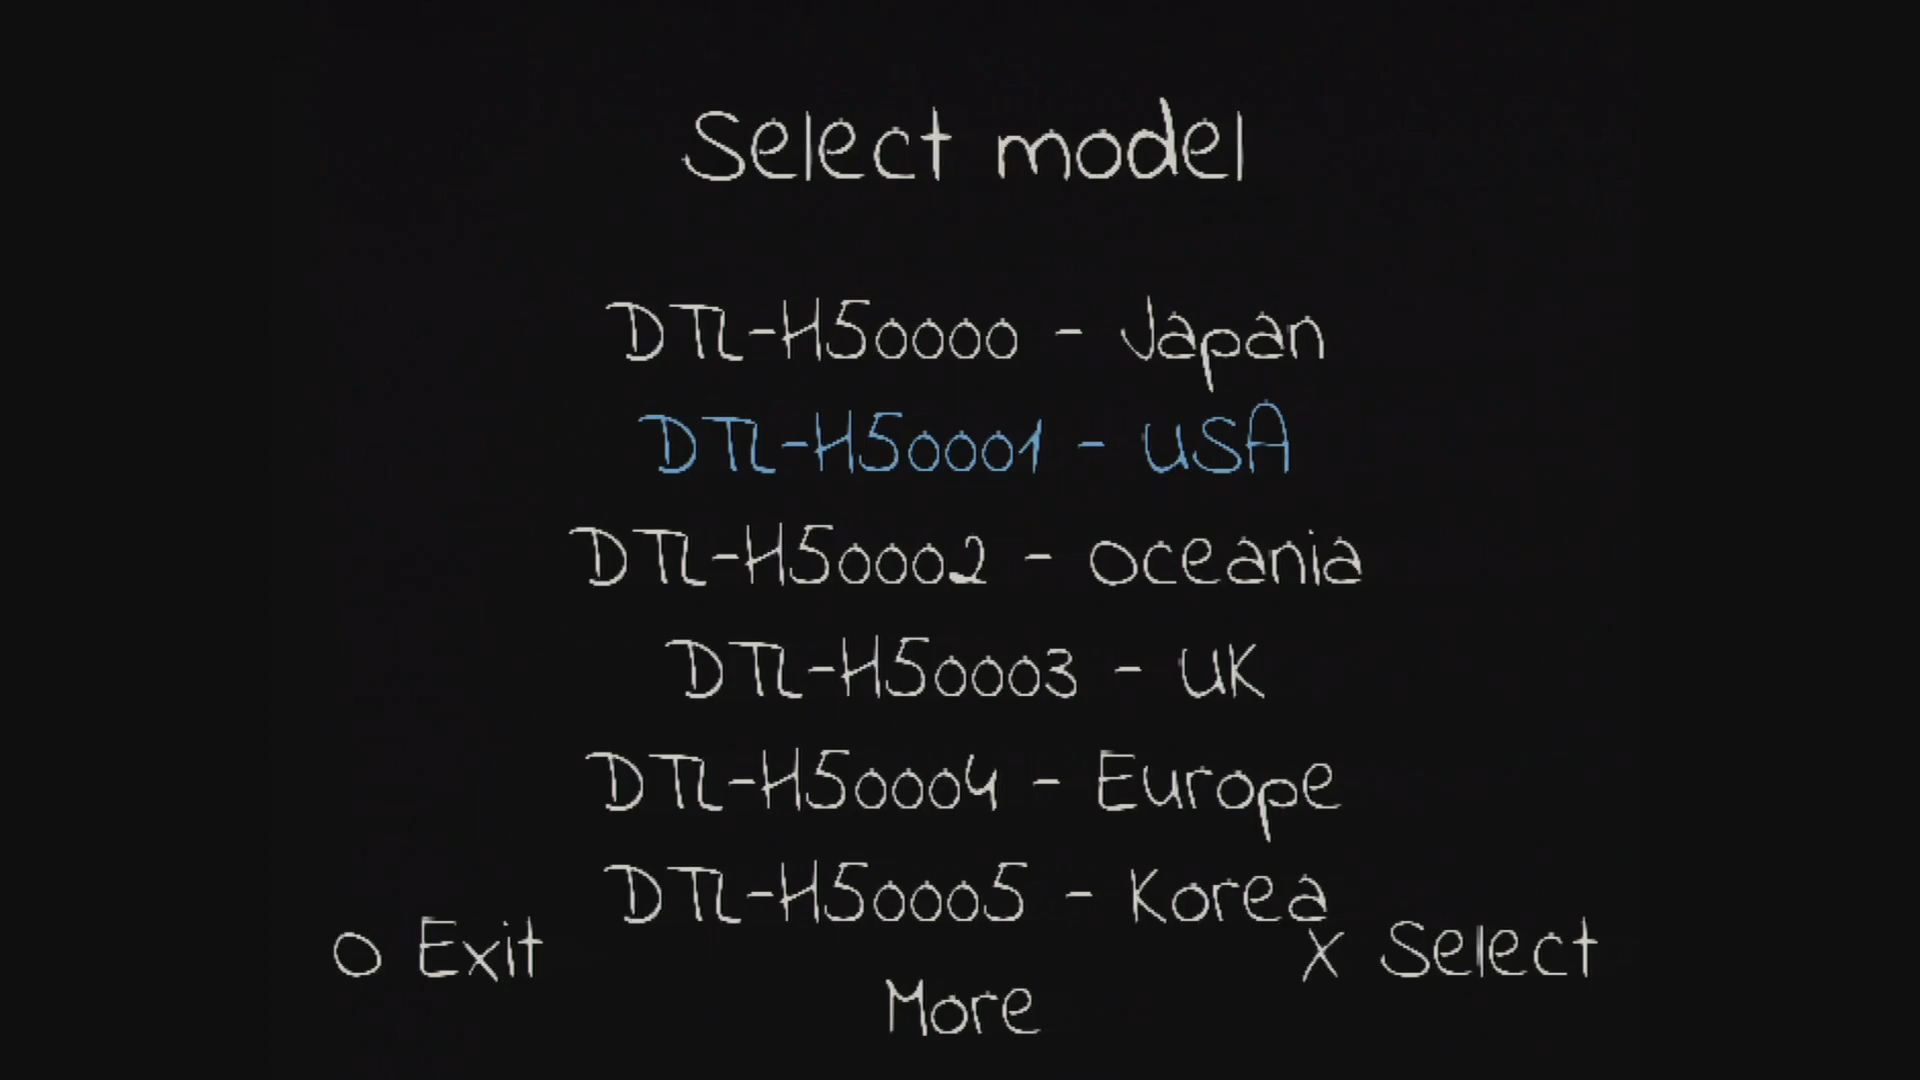 Select model
DTL-H50000 - Japan
DTL-H50001 - USA
DTL-H50002 - Oceania
DTL-H50003 - UK
DTL-H50004 - Europe
DTL-H50005 - Korea
O Exit
X Select
More